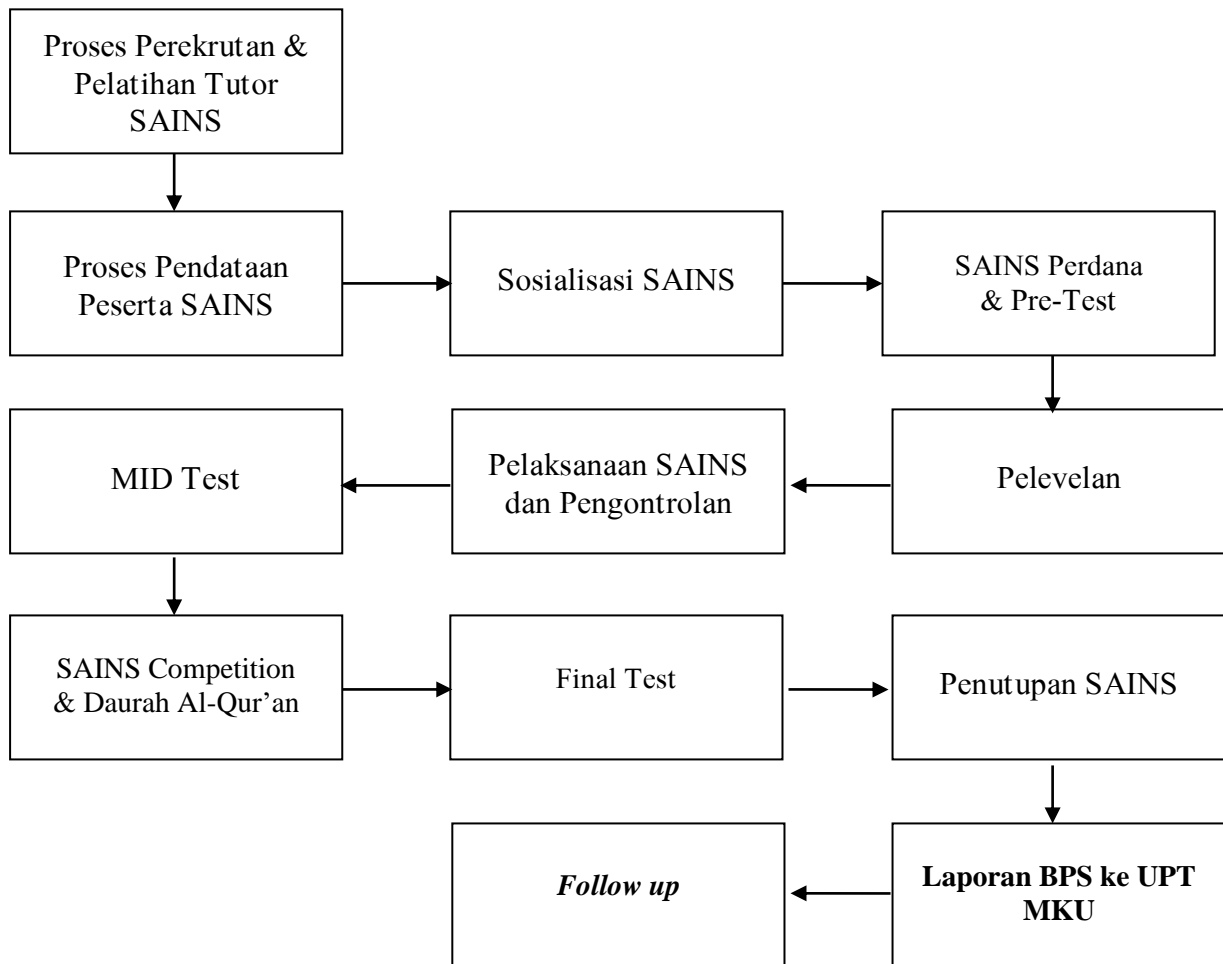 Proses Perekrutan &
Pelatihan Tutor
SAINS
Proses Pendataan
Peserta SAINS
Sosialisasi SAINS
SAINS Perdana
& Pre-Test
Pelevelan
Pelaksanaan SAINS
dan Pengontrolan
MID Test
SAINS Competition
& Daurah Al-Qur’an
Final Test
Penutupan SAINS
Laporan BPS ke UPT
MKU
Follow up